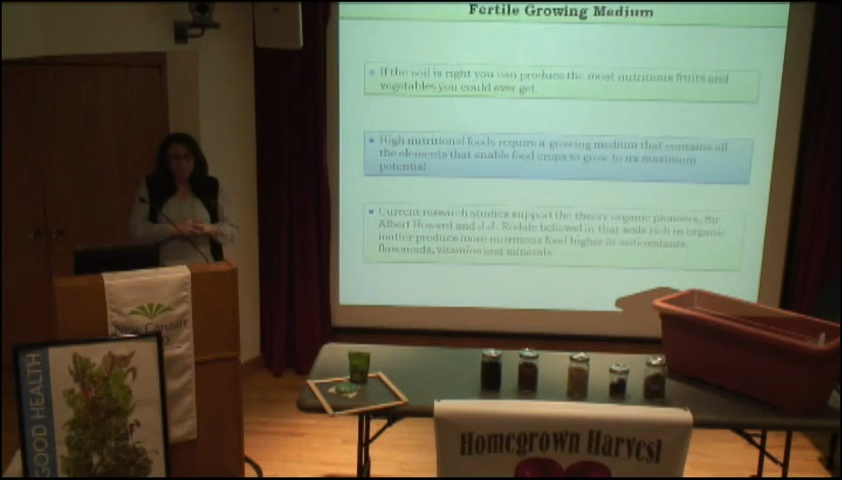 Fertile Growing Medium
If the soil is right you can produce the most nutritious fruits and
vegetables you could ever get.
High nutritional foods require a growing medium that contains all
the elements that enable food crops to grow to its maximum
potential.
Current research studies support the theory organic pioneers, Sir
Albert Howard and J.J. Rodale believed in that soils rich in organic
matter produce more nutritious food higher in antioxidants,
flavonoids, vitamins and minerals.
New Canaan
GOOD HEALTH
Homegrown Harvest